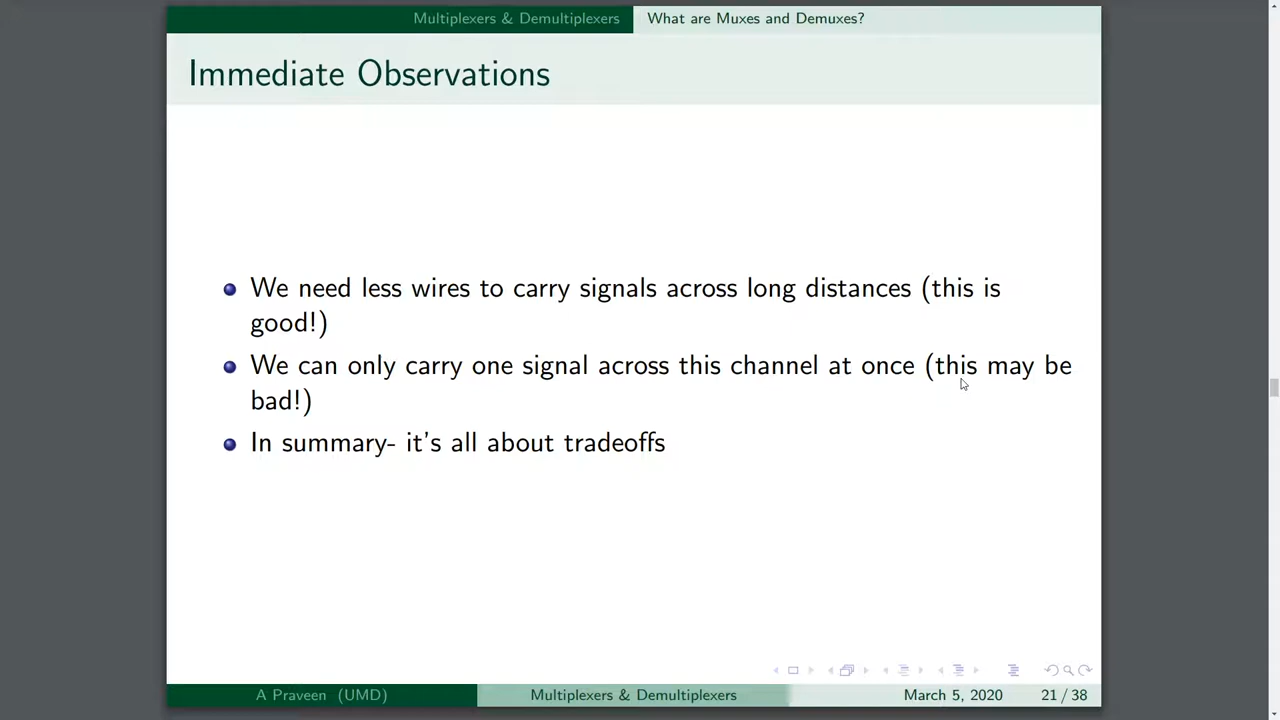 Multiplexers & Demultiplexers What are Muxes and Demuxes?
Immediate Observations
We need less wires to carry signals across long distances (this is
good!)
We can only carry one signal across this channel at once (this may be
bad!)
In summary- it's all about tradeoffs
A Praveen (UMD) Multiplexers & Demultiplexers March 5, 2020 21 / 38